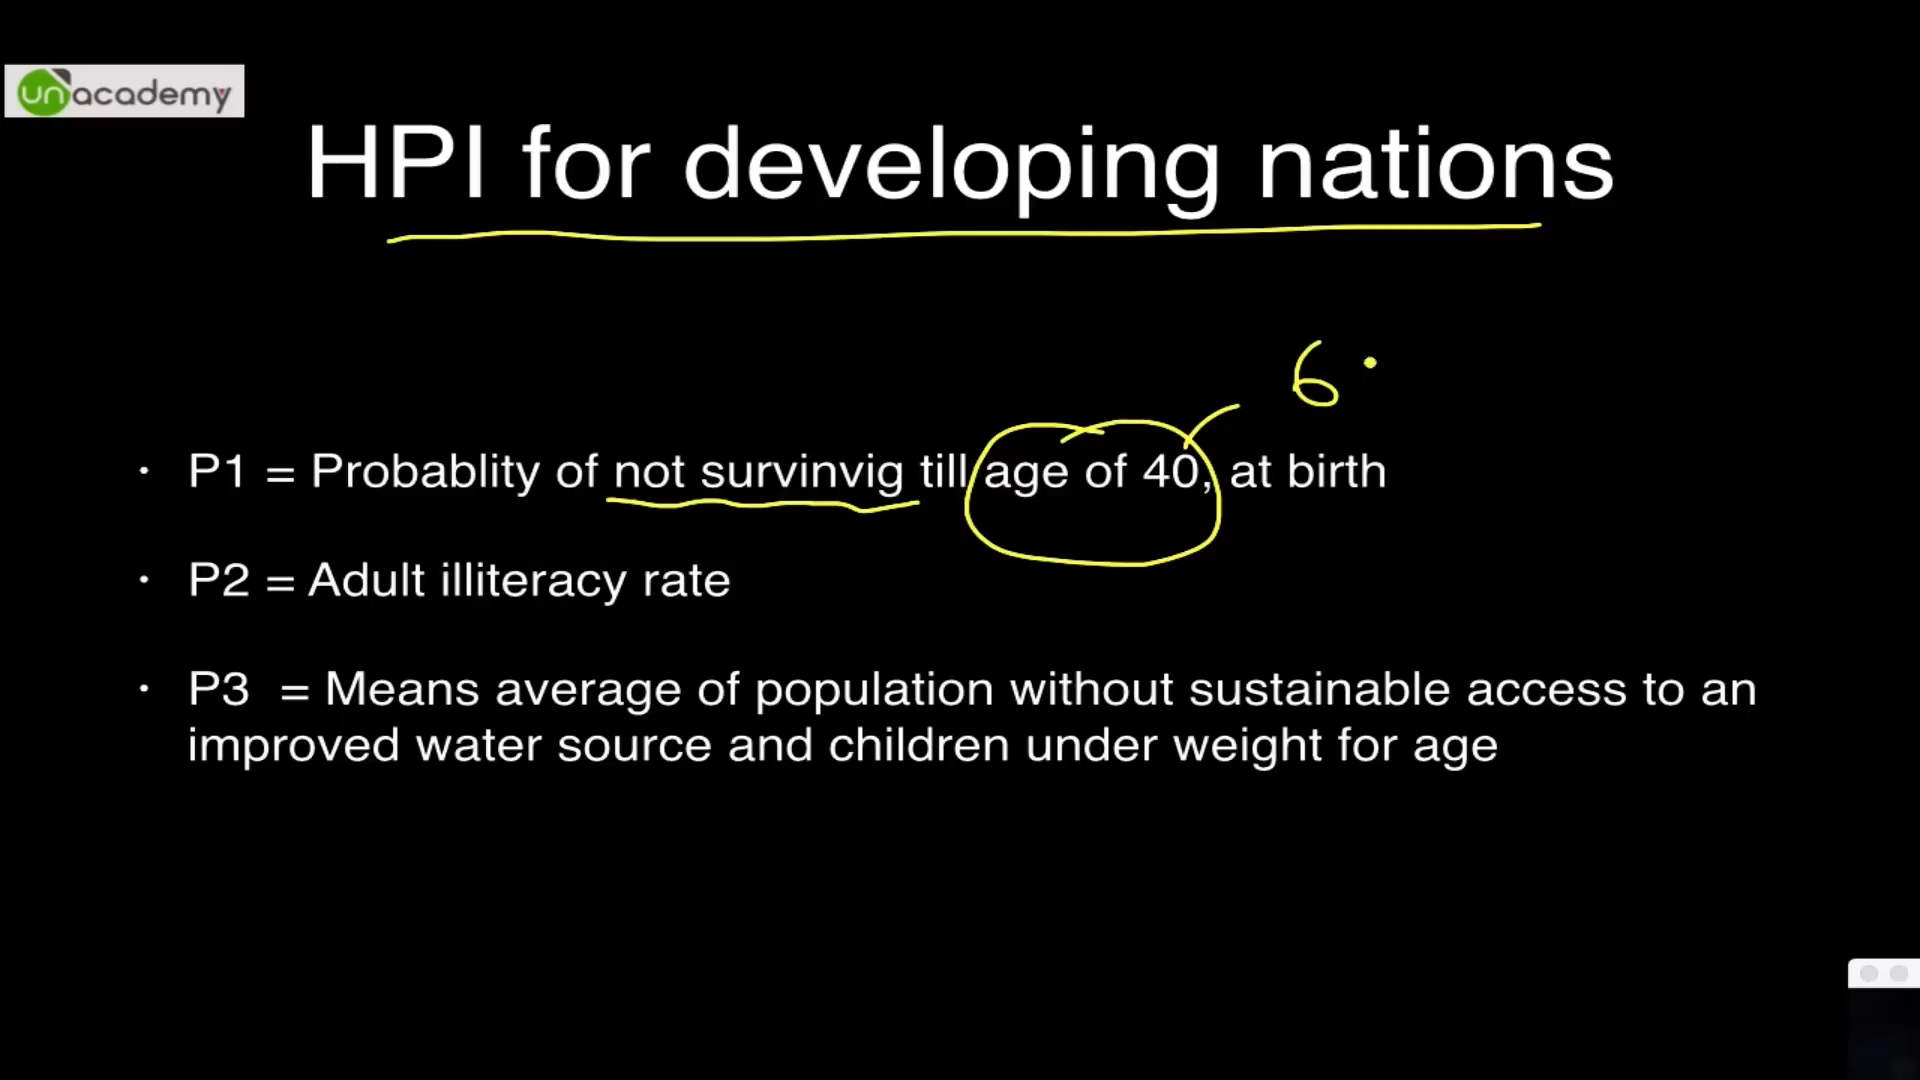 unacademy
HPI for developing nations
6
• P1 = Probablity of not survinvig till age of 40, at birth
• P2 = Adult illiteracy rate
• P3 = Means average of population without sustainable access to an
improved water source and children under weight for age